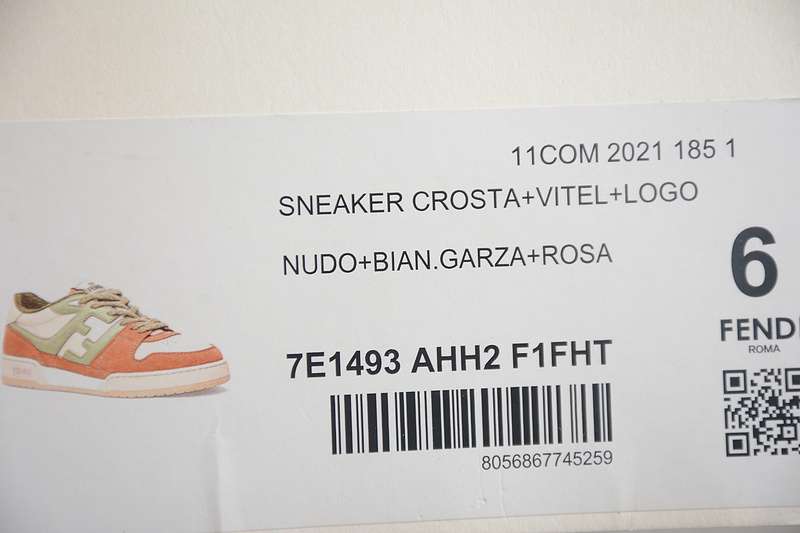 11COM 2021 185 1
SNEAKER CROSTA+VITEL+LOGO
NUDO+BIAN.GARZA+ROSA
6
FENDI
ROMA
7E1493 AHH2 F1FHT
8056867745259